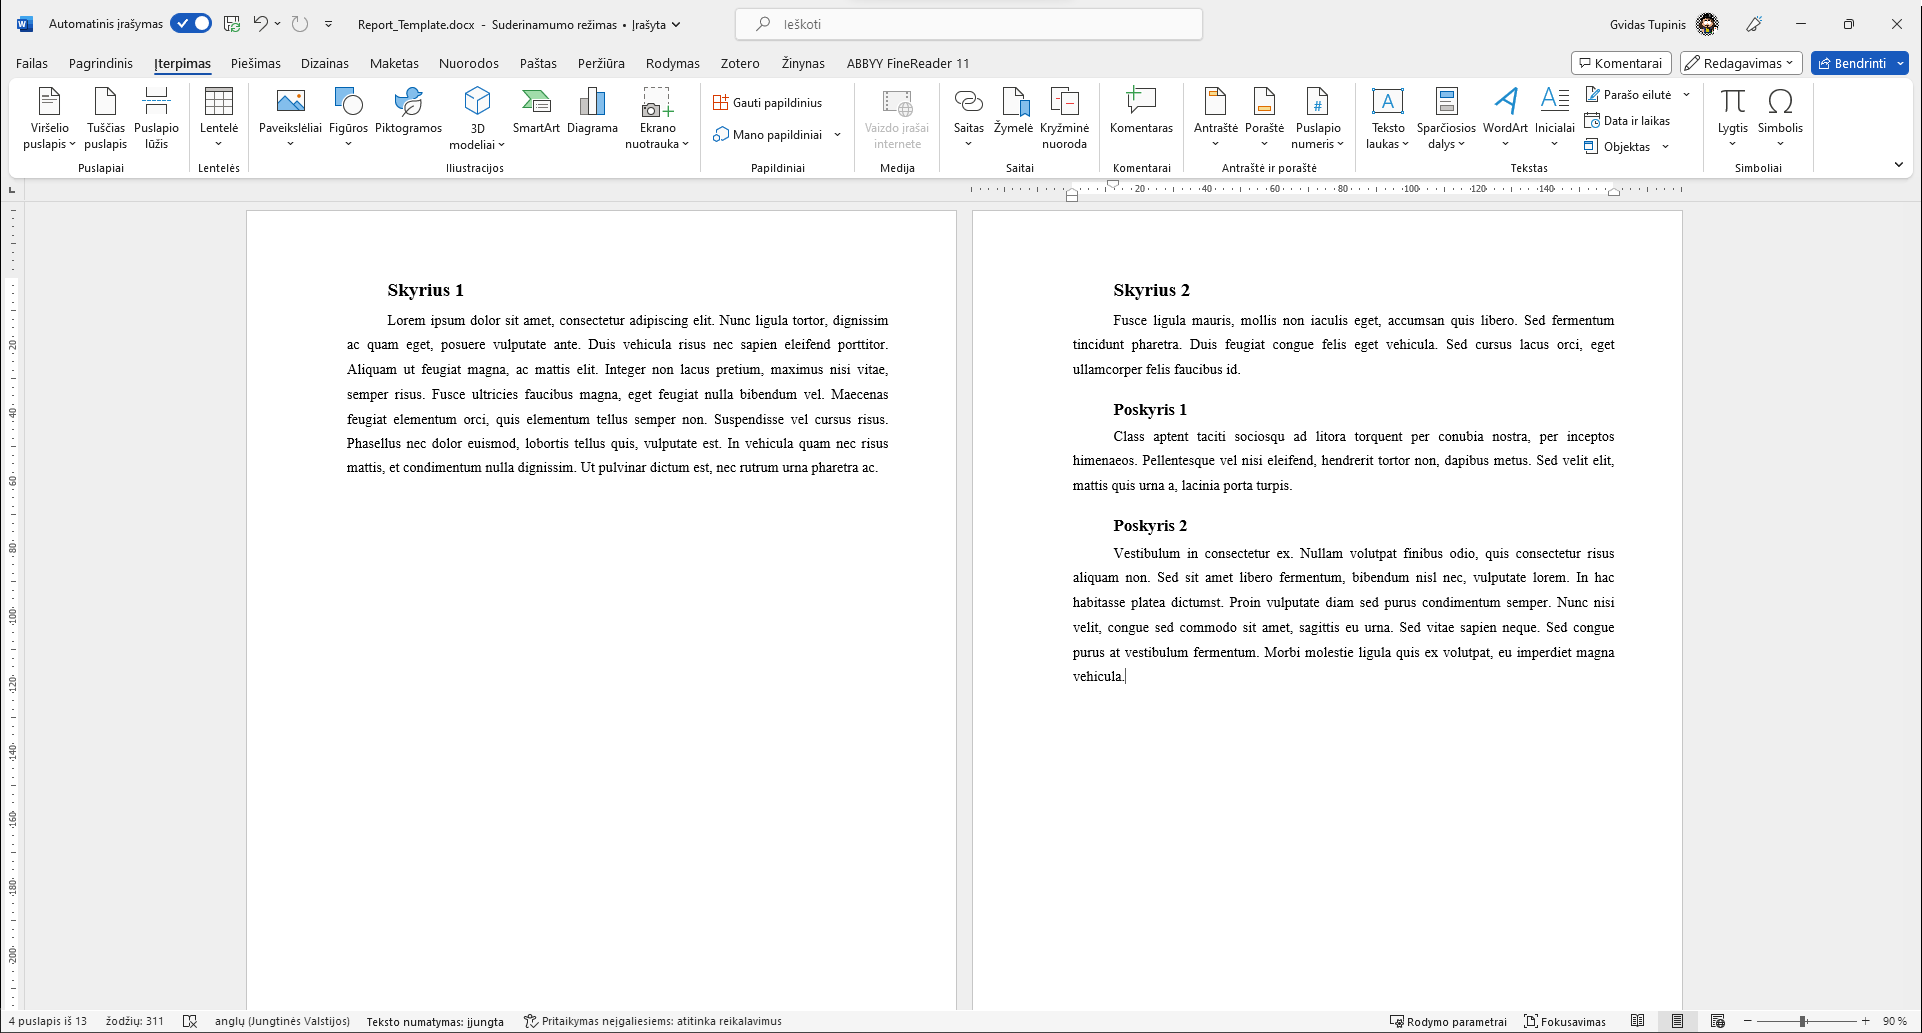 Automatinis įrašymas
Report_Template.docx - Suderinamumo režimas • Įrašyta
Ieškoti
Gvidas Tupinis
Failas Pagrindinis Įterpimas Piešimas Dizainas Maketas Nuorodos Paštas Peržiūra Rodymas Zotero Žinynas ABBYY FineReader 11
Komentarai Redagavimas Bendrinti
Viršelio puslapis
Tuščias puslapis
Puslapio lūžis
Puslapiai
Lentelė
Lentelės
Paveikslėliai
Figūros
Piktogramos
3D modeliai
SmartArt
Diagrama
Ekrano nuotrauka
Iliustracijos
Gauti papildinius
Mano papildiniai
Papildiniai
Vaizdo įrašai internete
Medija
Saitas
Žymelė
Kryžminė nuoroda
Saitai
Komentaras
Komentarai
Antraštė
Poraštė
Puslapio numeris
Antraštė ir poraštė
Teksto laukas
Sparčiosios dalys
WordArt
Inicialai
Parašo eilutė
Data ir laikas
Objektas
Tekstas
Lygtis
Simbolis
Simboliai
20 40 60 80 100 120 140
20
40
60
80
100
120
140
160
180
200
Skyrius 1
Lorem ipsum dolor sit amet, consectetur adipiscing elit. Nunc ligula tortor, dignissim
ac quam eget, posuere vulputate ante. Duis vehicula risus nec sapien eleifend porttitor.
Aliquam ut feugiat magna, ac mattis elit. Integer non lacus pretium, maximus nisi vitae,
semper risus. Fusce ultricies faucibus magna, eget feugiat nulla bibendum vel. Maecenas
feugiat elementum orci, quis elementum tellus semper non. Suspendisse vel cursus risus.
Phasellus nec dolor euismod, lobortis tellus quis, vulputate est. In vehicula quam nec risus
mattis, et condimentum nulla dignissim. Ut pulvinar dictum est, nec rutrum urna pharetra ac.
Skyrius 2
Fusce ligula mauris, mollis non iaculis eget, accumsan quis libero. Sed fermentum
tincidunt pharetra. Duis feugiat congue felis eget vehicula. Sed cursus lacus orci, eget
ullamcorper felis faucibus id.
Poskyris 1
Class aptent taciti sociosqu ad litora torquent per conubia nostra, per inceptos
himenaeos. Pellentesque vel nisi eleifend, hendrerit tortor non, dapibus metus. Sed velit elit,
mattis quis urna a, lacinia porta turpis.
Poskyris 2
Vestibulum in consectetur ex. Nullam volutpat finibus odio, quis consectetur risus
aliquam non. Sed sit amet libero fermentum, bibendum nisl nec, vulputate lorem. In hac
habitasse platea dictumst. Proin vulputate diam sed purus condimentum semper. Nunc nisi
velit, congue sed commodo sit amet, sagittis eu urna. Sed vitae sapien neque. Sed congue
purus at vestibulum fermentum. Morbi molestie ligula quis ex volutpat, eu imperdiet magna
vehicula.
4 puslapis iš 13 žodžių: 311 anglų (Jungtinės Valstijos) Teksto numatymas: įjungta Pritaikymas neįgaliesiems: atitinka reikalavimus Rodymo parametrai Fokusavimas 90 %